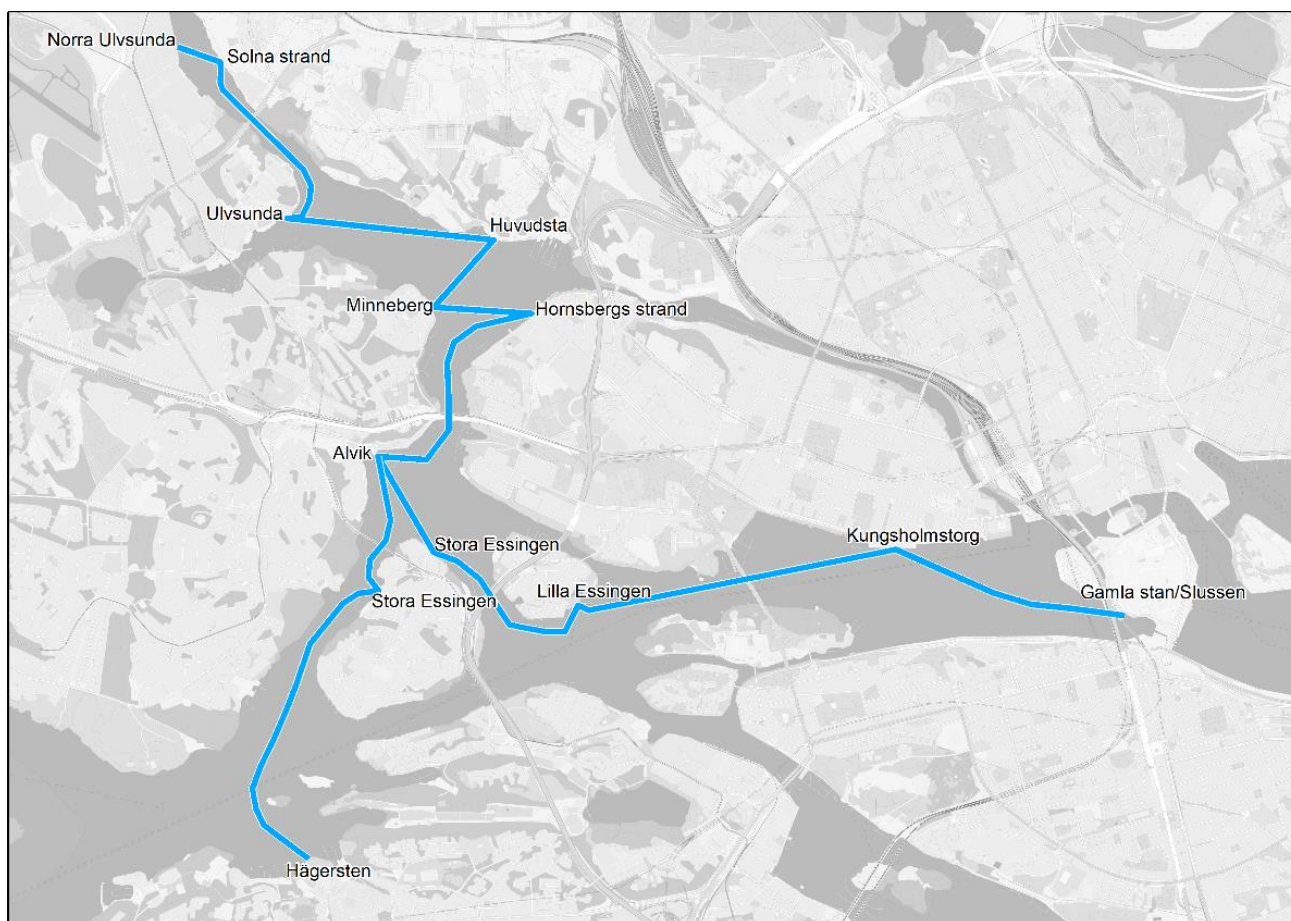 Norra Ulvsunda
Solna strand
Ulvsunda
Huvudsta
Minneberg
Hornsbergs strand
Alvik
Stora Essingen
Kungsholmstorg
Lilla Essingen
Gamla stan/Slussen
Stora Essingen
Hägersten